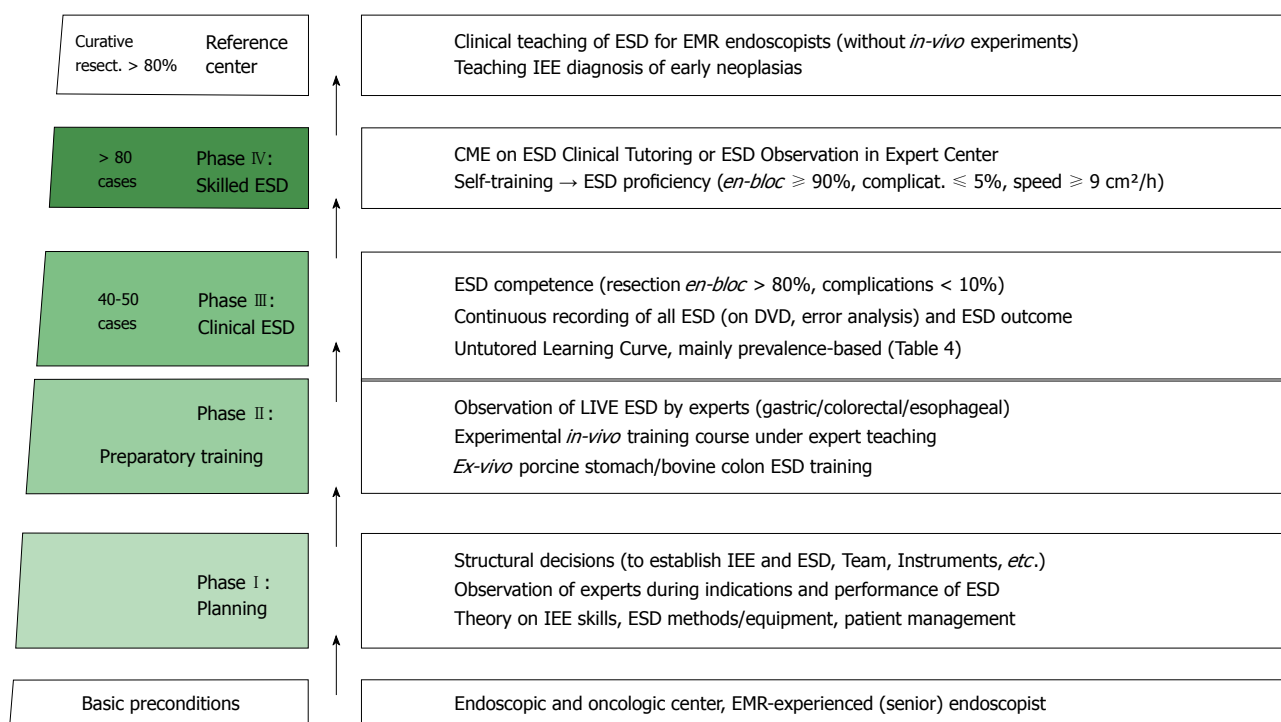 Curative
resect. > 80%
Reference
center
Clinical teaching of ESD for EMR endoscopists (without in-vivo experiments)
Teaching IEE diagnosis of early neoplasias
> 80
cases
Phase Ⅳ:
Skilled ESD
CME on ESD Clinical Tutoring or ESD Observation in Expert Center
Self-training → ESD proficiency (en-bloc ≥ 90%, complicat. ≤ 5%, speed ≥ 9 cm²/h)
40-50
cases
Phase Ⅲ:
Clinical ESD
ESD competence (resection en-bloc > 80%, complications < 10%)
Continuous recording of all ESD (on DVD, error analysis) and ESD outcome
Untutored Learning Curve, mainly prevalence-based (Table 4)
Phase Ⅱ:
Preparatory training
Observation of LIVE ESD by experts (gastric/colorectal/esophageal)
Experimental in-vivo training course under expert teaching
Ex-vivo porcine stomach/bovine colon ESD training
Phase Ⅰ:
Planning
Structural decisions (to establish IEE and ESD, Team, Instruments, etc.)
Observation of experts during indications and performance of ESD
Theory on IEE skills, ESD methods/equipment, patient management
Basic preconditions
Endoscopic and oncologic center, EMR-experienced (senior) endoscopist